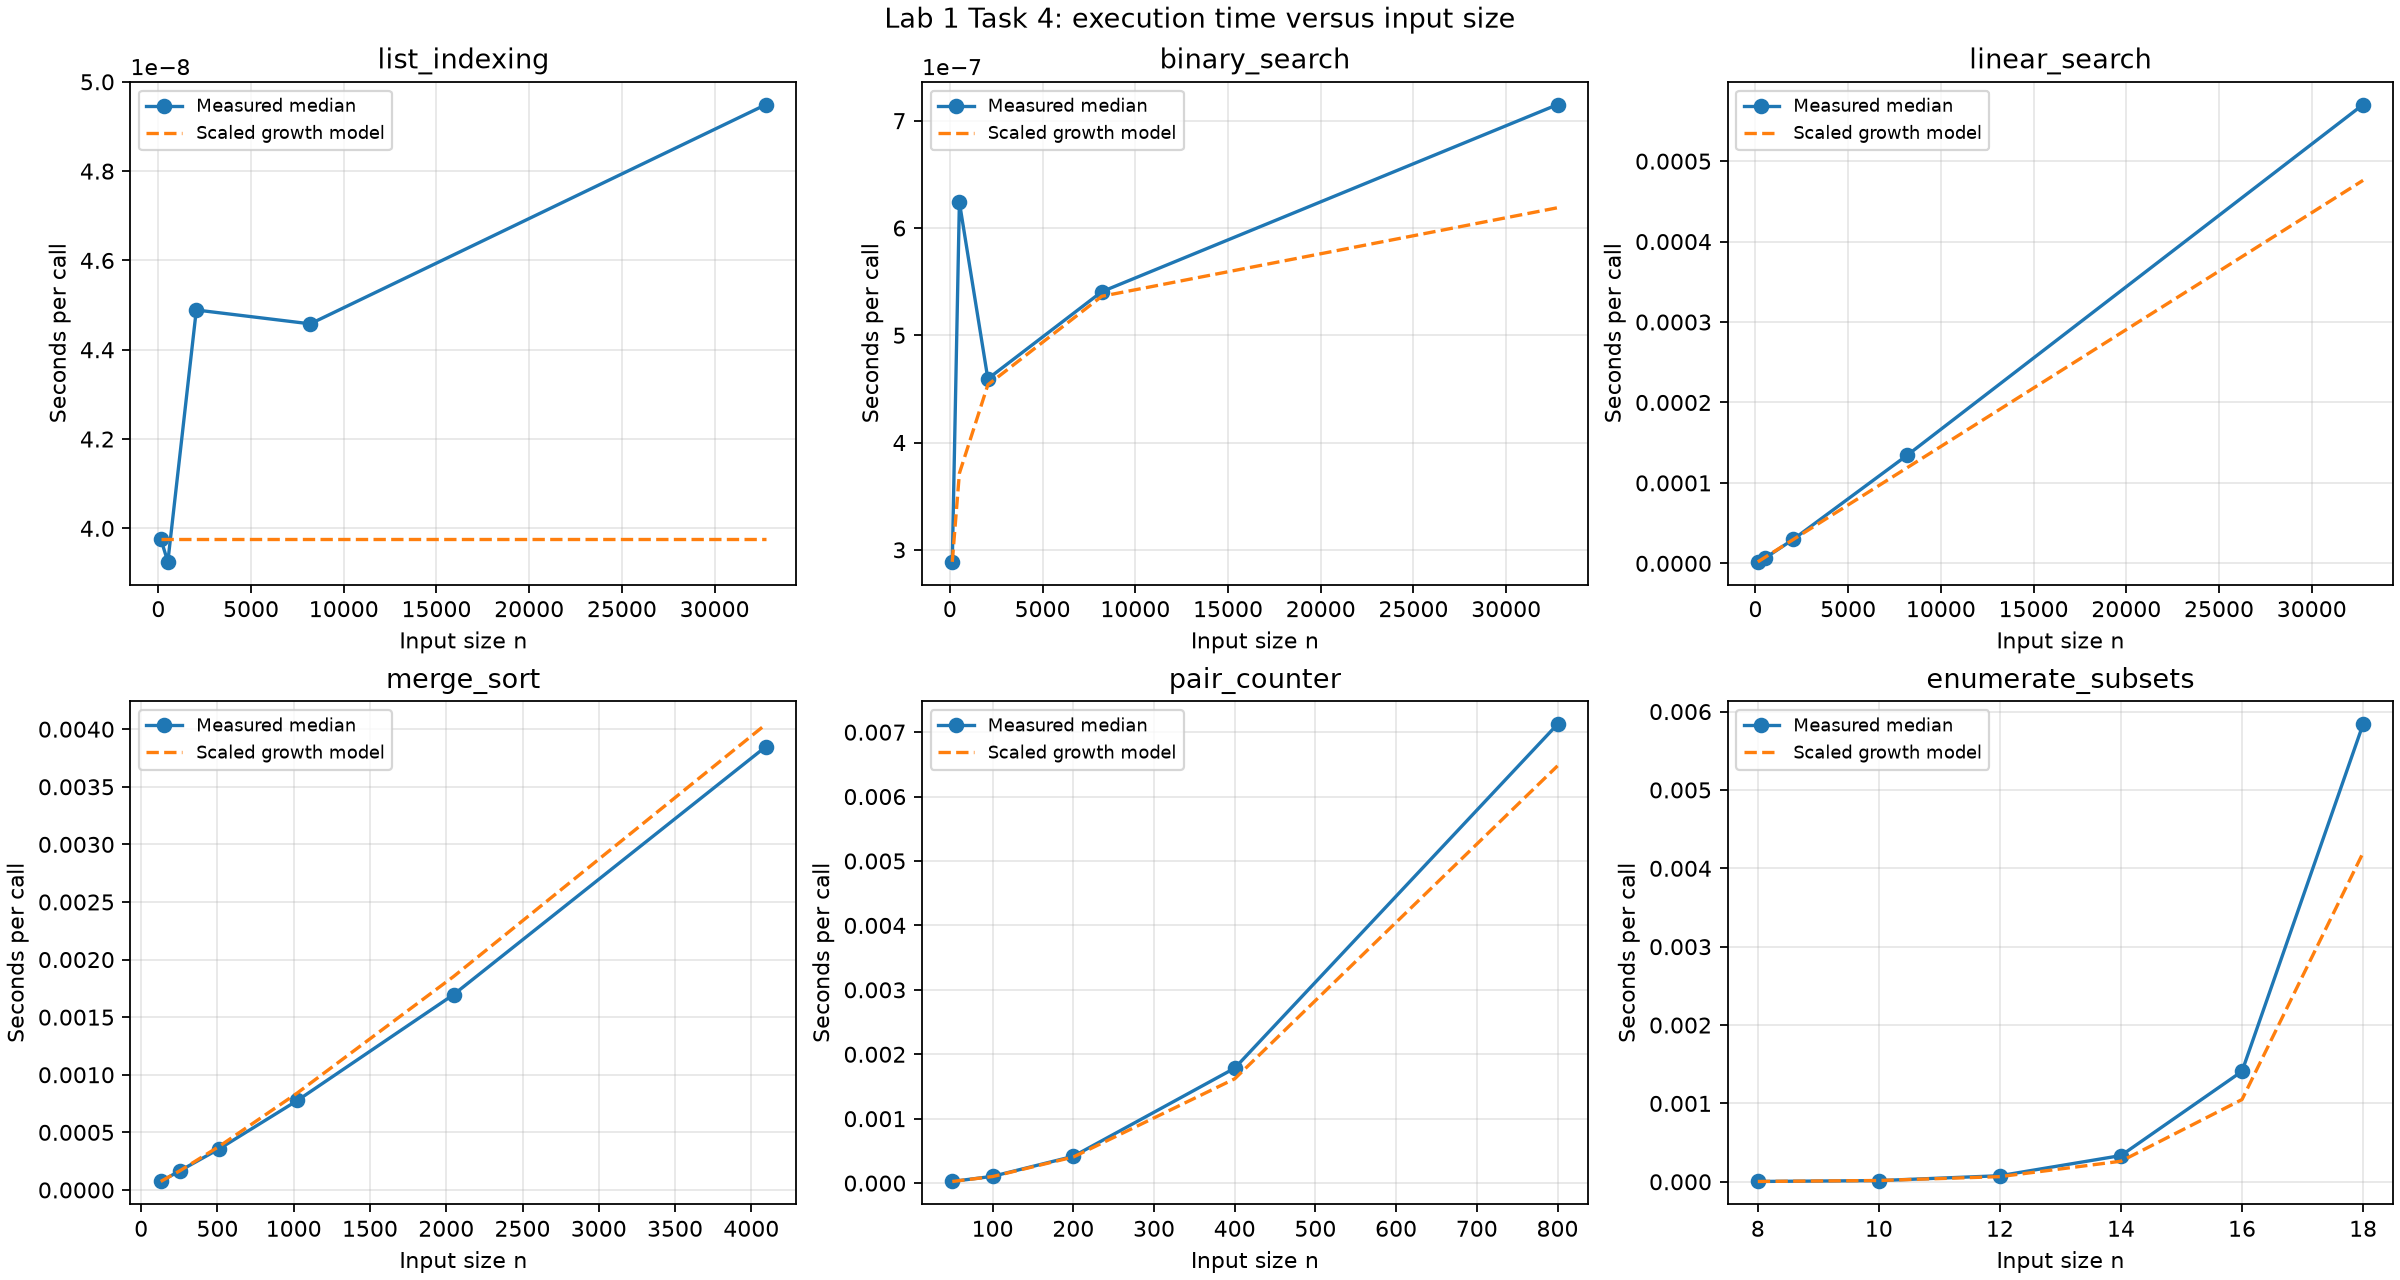 Lab 1 Task 4: execution time versus input size
list_indexing
1e−8
Measured median
Scaled growth model
5.0
4.8
4.6
4.4
4.2
4.0
Seconds per call
0 5000 10000 15000 20000 25000 30000
Input size n
binary_search
1e−7
Measured median
Scaled growth model
7
6
5
4
3
Seconds per call
0 5000 10000 15000 20000 25000 30000
Input size n
linear_search
Measured median
Scaled growth model
0.0005
0.0004
0.0003
0.0002
0.0001
0.0000
Seconds per call
0 5000 10000 15000 20000 25000 30000
Input size n
merge_sort
Measured median
Scaled growth model
0.0040
0.0035
0.0030
0.0025
0.0020
0.0015
0.0010
0.0005
0.0000
Seconds per call
0 500 1000 1500 2000 2500 3000 3500 4000
Input size n
pair_counter
Measured median
Scaled growth model
0.007
0.006
0.005
0.004
0.003
0.002
0.001
0.000
Seconds per call
100 200 300 400 500 600 700 800
Input size n
enumerate_subsets
Measured median
Scaled growth model
0.006
0.005
0.004
0.003
0.002
0.001
0.000
Seconds per call
8 10 12 14 16 18
Input size n